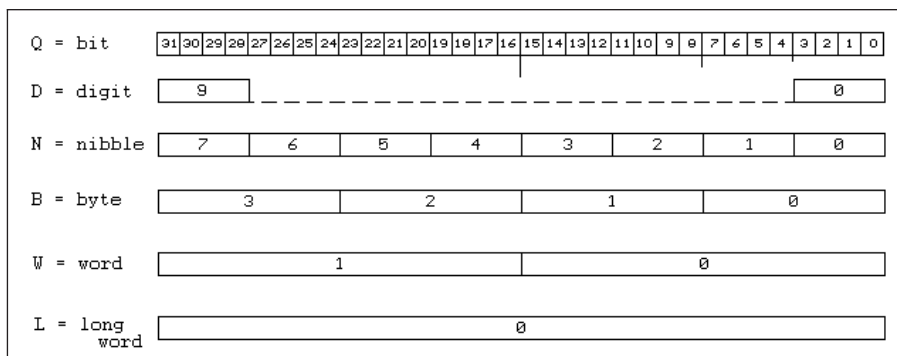 Q = bit 31 30 29 28 27 26 25 24 23 22 21 20 19 18 17 16 15 14 13 12 11 10 9 8 7 6 5 4 3 2 1 0
D = digit 9 0
N = nibble 7 6 5 4 3 2 1 0
B = byte 3 2 1 0
W = word 1 0
L = long 0
word